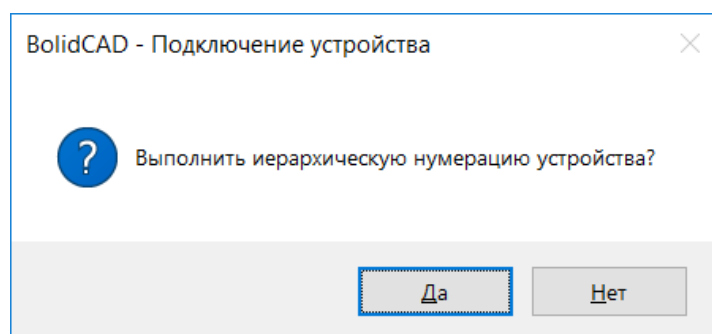 BolidCAD - Подключение устройства
Выполнить иерархическую нумерацию устройства?
Да
Нет